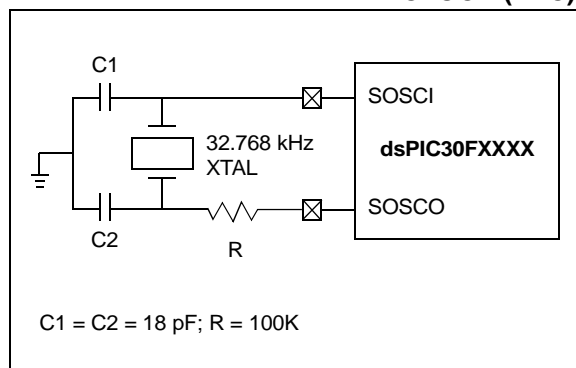 C1
SOSCI
32.768 kHz
XTAL
dsPIC30FXXXX
SOSCO
C2
R
C1 = C2 = 18 pF; R = 100K